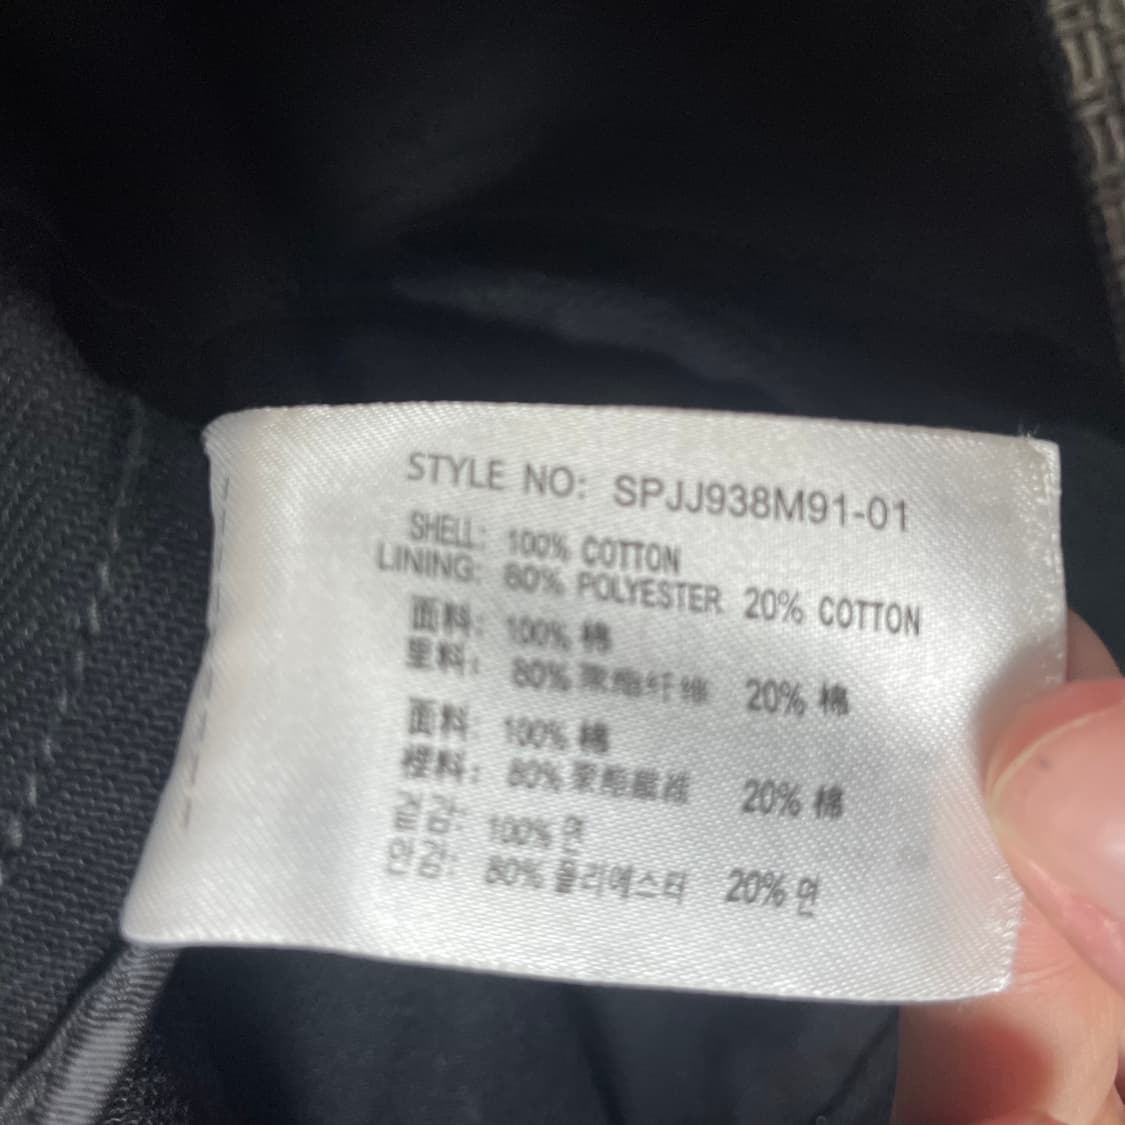 STYLE NO: SPJJ938M91-01
SHELL: 100% COTTON
LINING: 80% POLYESTER 20% COTTON
面料: 100% 棉
里料: 80% 聚酯纤维 20% 棉
面料: 100% 棉
裡料: 80% 聚酯纖維 20% 棉
겉감: 100% 면
안감: 80% 폴리에스터 20% 면